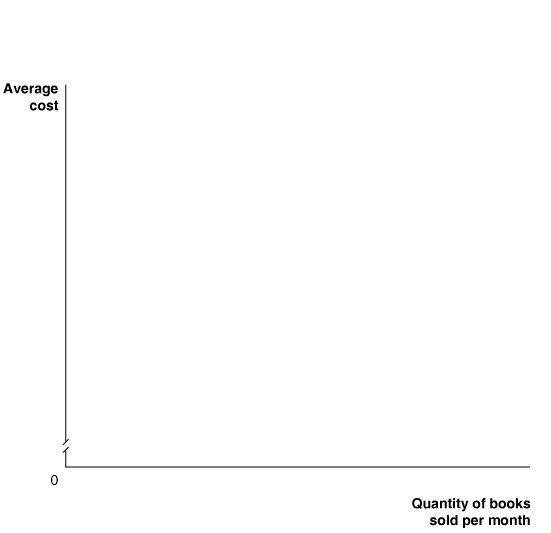 Average
cost
0
Quantity of books
sold per month